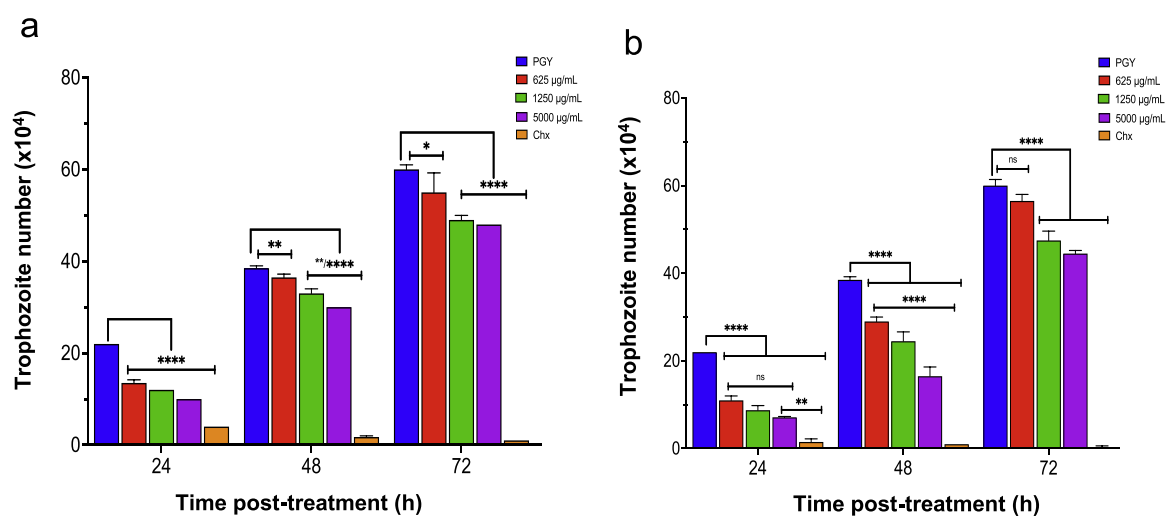 a
PGY
625 µg/mL
1250 µg/mL
5000 µg/mL
Chx
Trophozoite number (x10⁴)
80
60
40
20
0
****
**
**/****
*
****
24 48 72
Time post-treatment (h)
b
PGY
625 µg/mL
1250 µg/mL
5000 µg/mL
Chx
Trophozoite number (x10⁴)
80
60
40
20
0
****
ns
**
****
****
****
ns
24 48 72
Time post-treatment (h)